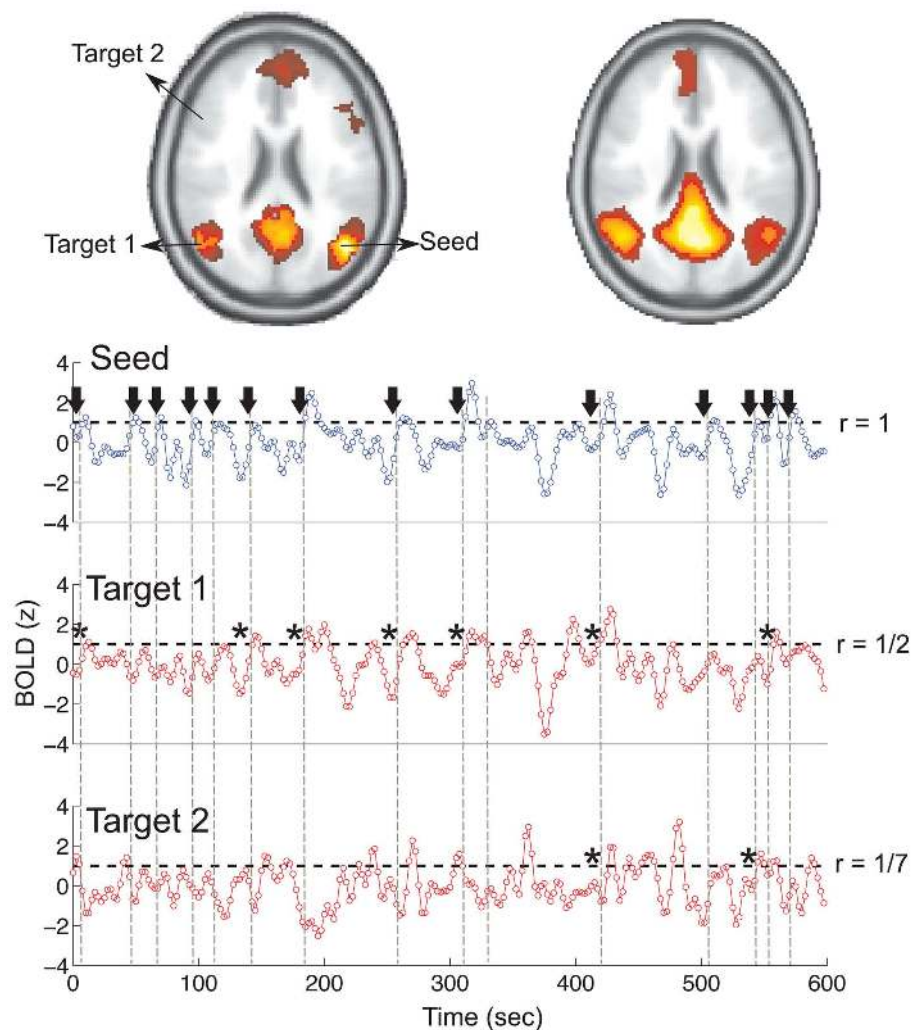 Target 2
Target 1
Seed
Seed
4
2
0
-2
-4
r = 1
Target 1
4
2
0
-2
-4
* * * * * * *
r = 1/2
BOLD (z)
Target 2
4
2
0
-2
-4
* *
r = 1/7
0 100 200 300 400 500 600
Time (sec)